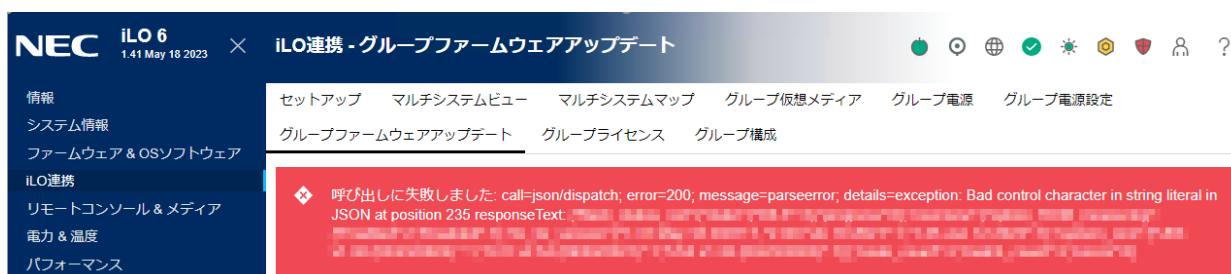 NEC iLO 6
1.41 May 18 2023
iLO連携 - グループファームウェアアップデート
?
情報
システム情報
ファームウェア & OSソフトウェア
iLO連携
リモートコンソール & メディア
電力 & 温度
パフォーマンス
セットアップ マルチシステムビュー マルチシステムマップ グループ仮想メディア グループ電源 グループ電源設定
グループファームウェアアップデート グループライセンス グループ構成
呼び出しに失敗しました: call=json/dispatch; error=200; message=parseerror; details=exception: Bad control character in string literal in
JSON at position 235 responseText: